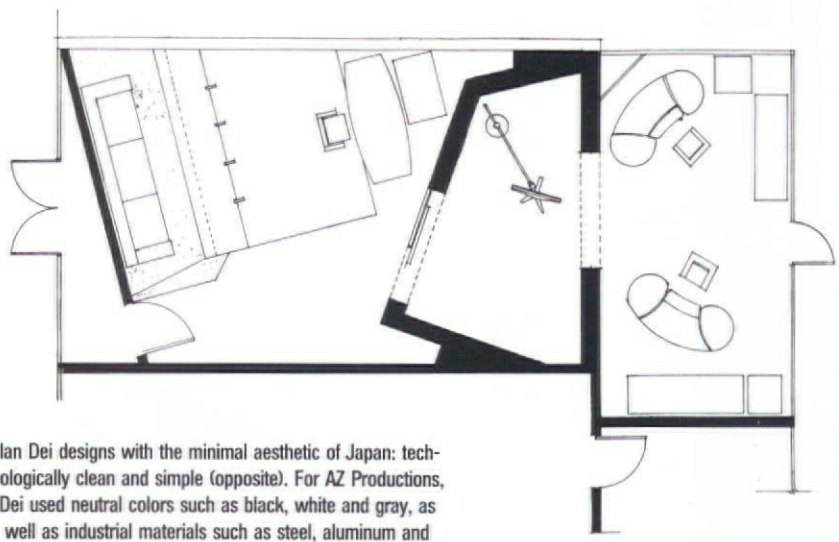 lan Dei designs with the minimal aesthetic of Japan: tech-
ologically clean and simple (opposite). For AZ Productions,
Dei used neutral colors such as black, white and gray, as
well as industrial materials such as steel, aluminum and